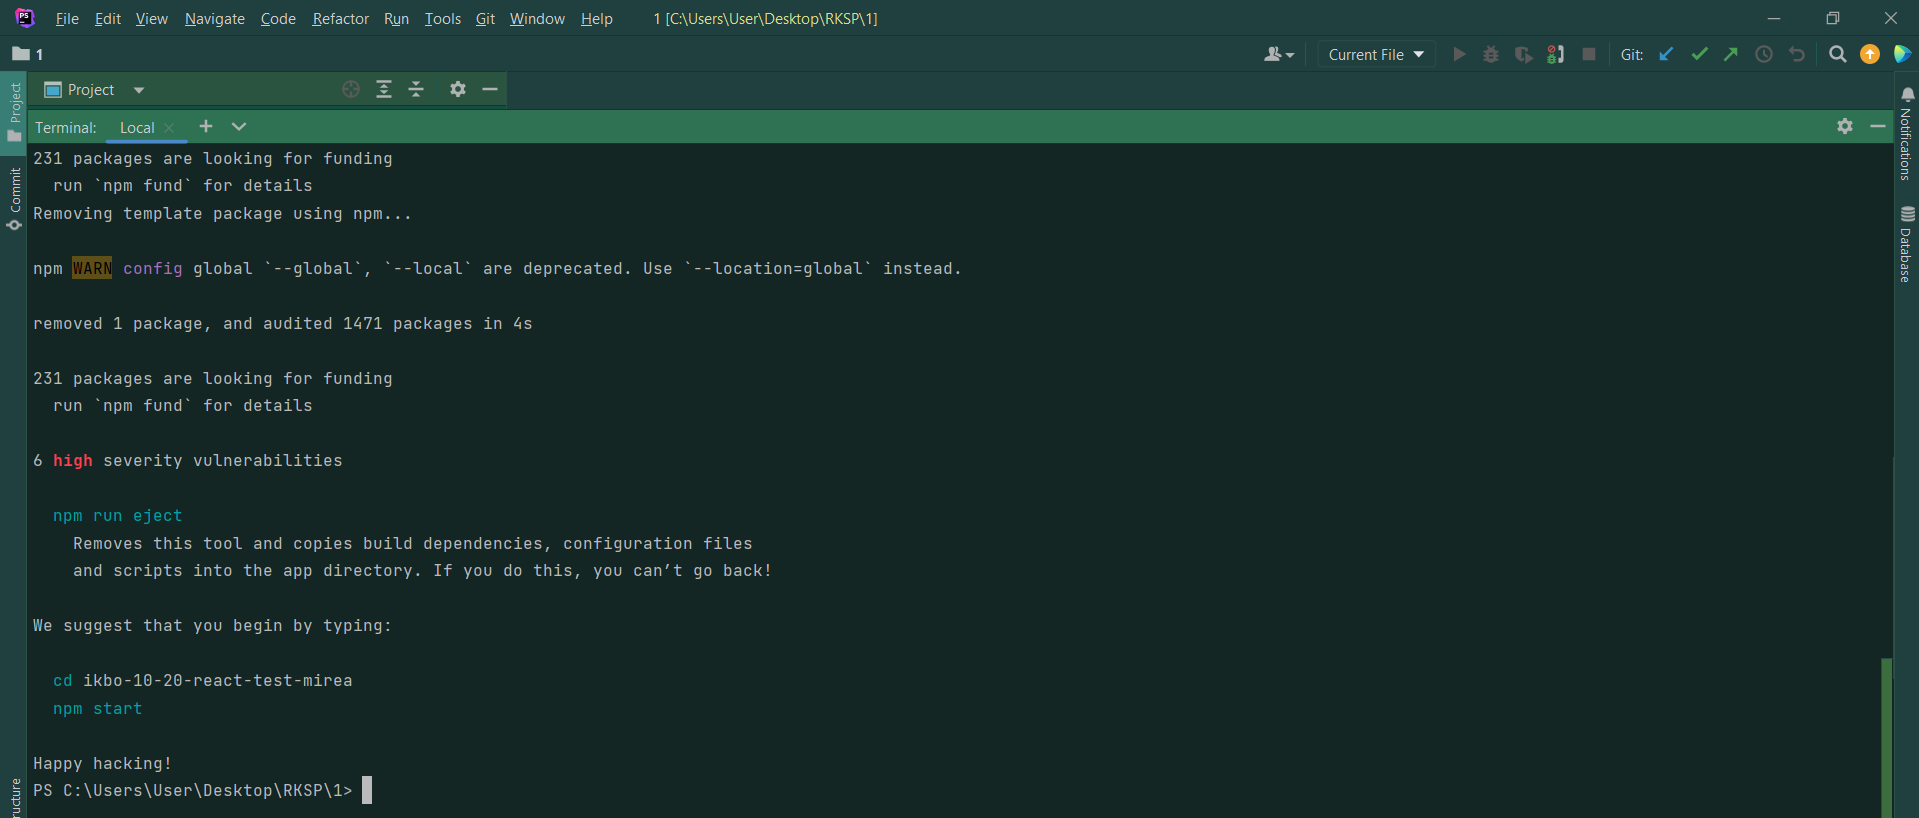 PS File Edit View Navigate Code Refactor Run Tools Git Window Help 1 [C:\Users\User\Desktop\RKSP\1]
1 Current File Git:
Project
Project
Commit
Notifications
Database
Terminal: Local
231 packages are looking for funding
  run `npm fund` for details
Removing template package using npm...
npm WARN config global `--global`, `--local` are deprecated. Use `--location=global` instead.
removed 1 package, and audited 1471 packages in 4s
231 packages are looking for funding
  run `npm fund` for details
6 high severity vulnerabilities
  npm run eject
    Removes this tool and copies build dependencies, configuration files
    and scripts into the app directory. If you do this, you can’t go back!
We suggest that you begin by typing:
  cd ikbo-10-20-react-test-mirea
  npm start
Happy hacking!
PS C:\Users\User\Desktop\RKSP\1>
ructure